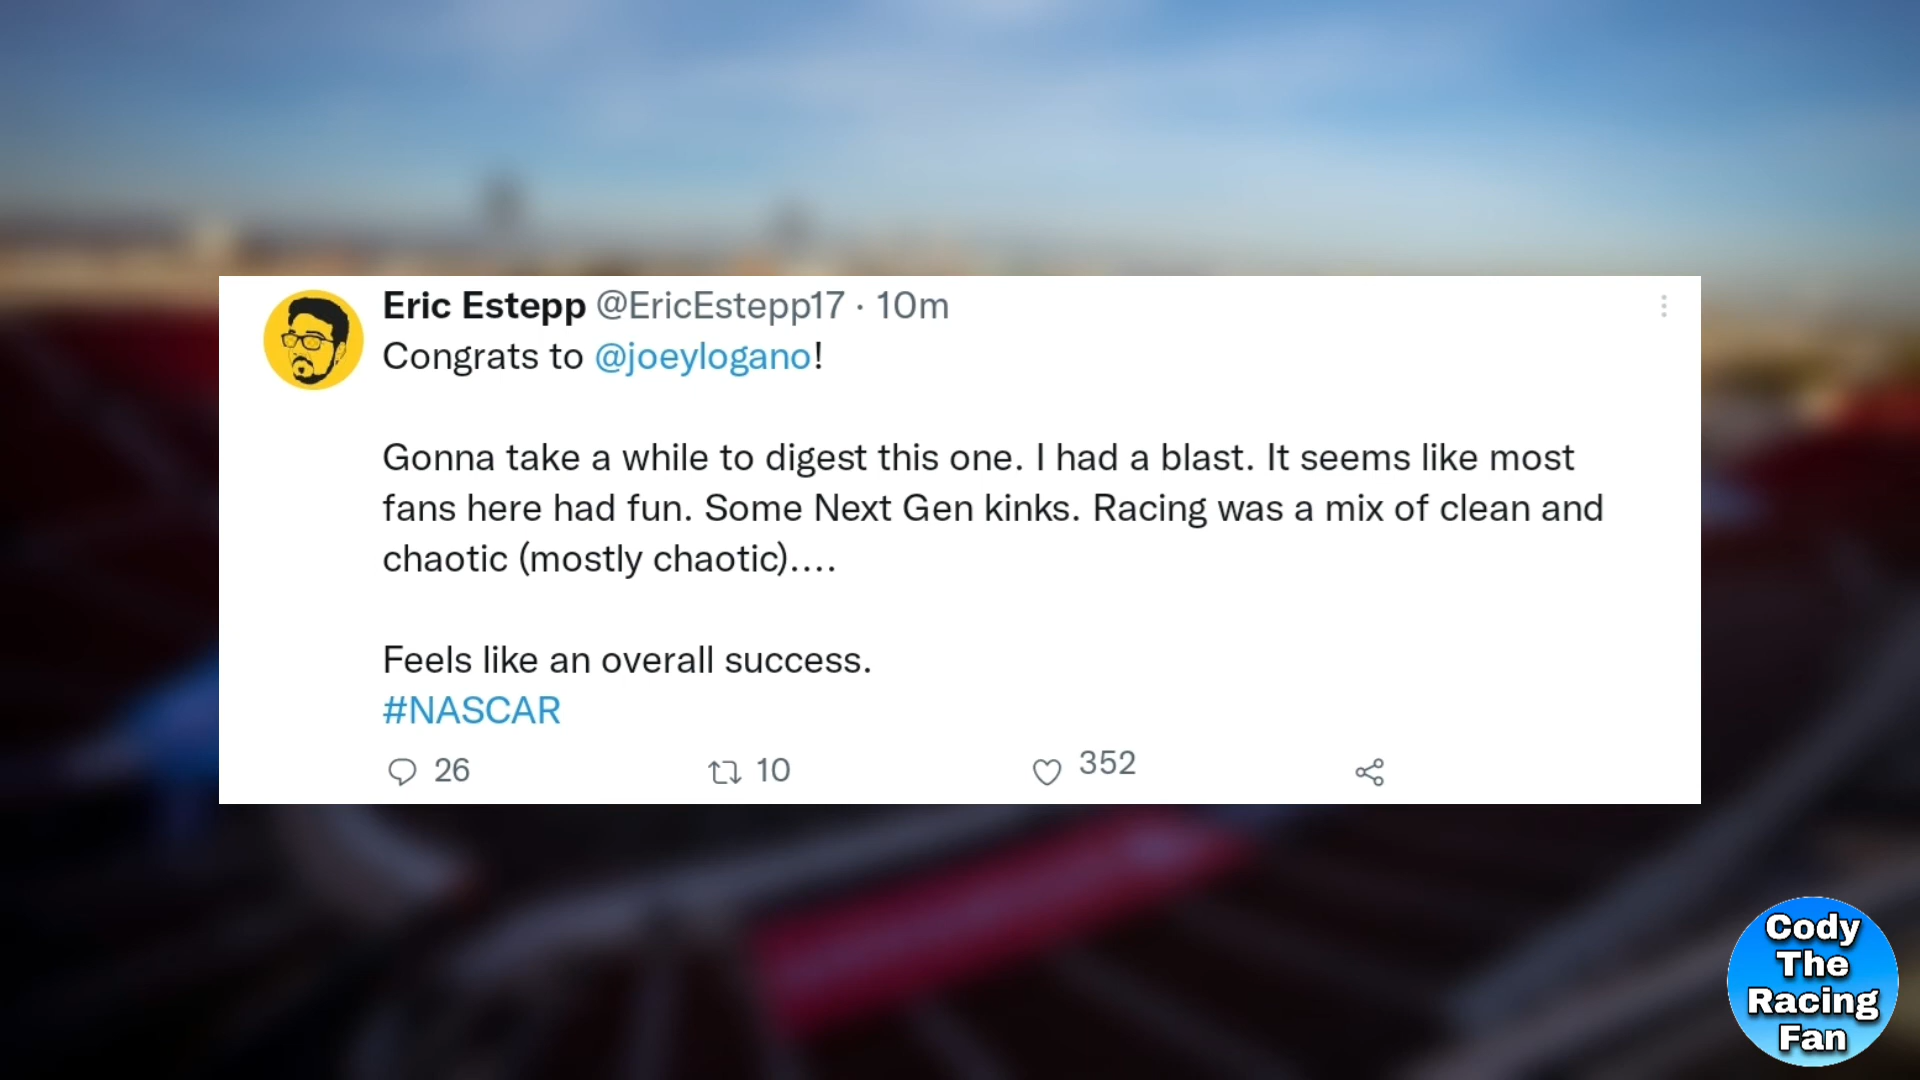 Eric Estepp @EricEstepp17 · 10m
Congrats to @joeylogano!
Gonna take a while to digest this one. I had a blast. It seems like most
fans here had fun. Some Next Gen kinks. Racing was a mix of clean and
chaotic (mostly chaotic)....
Feels like an overall success.
#NASCAR
26 10 352
Cody
The
Racing
Fan